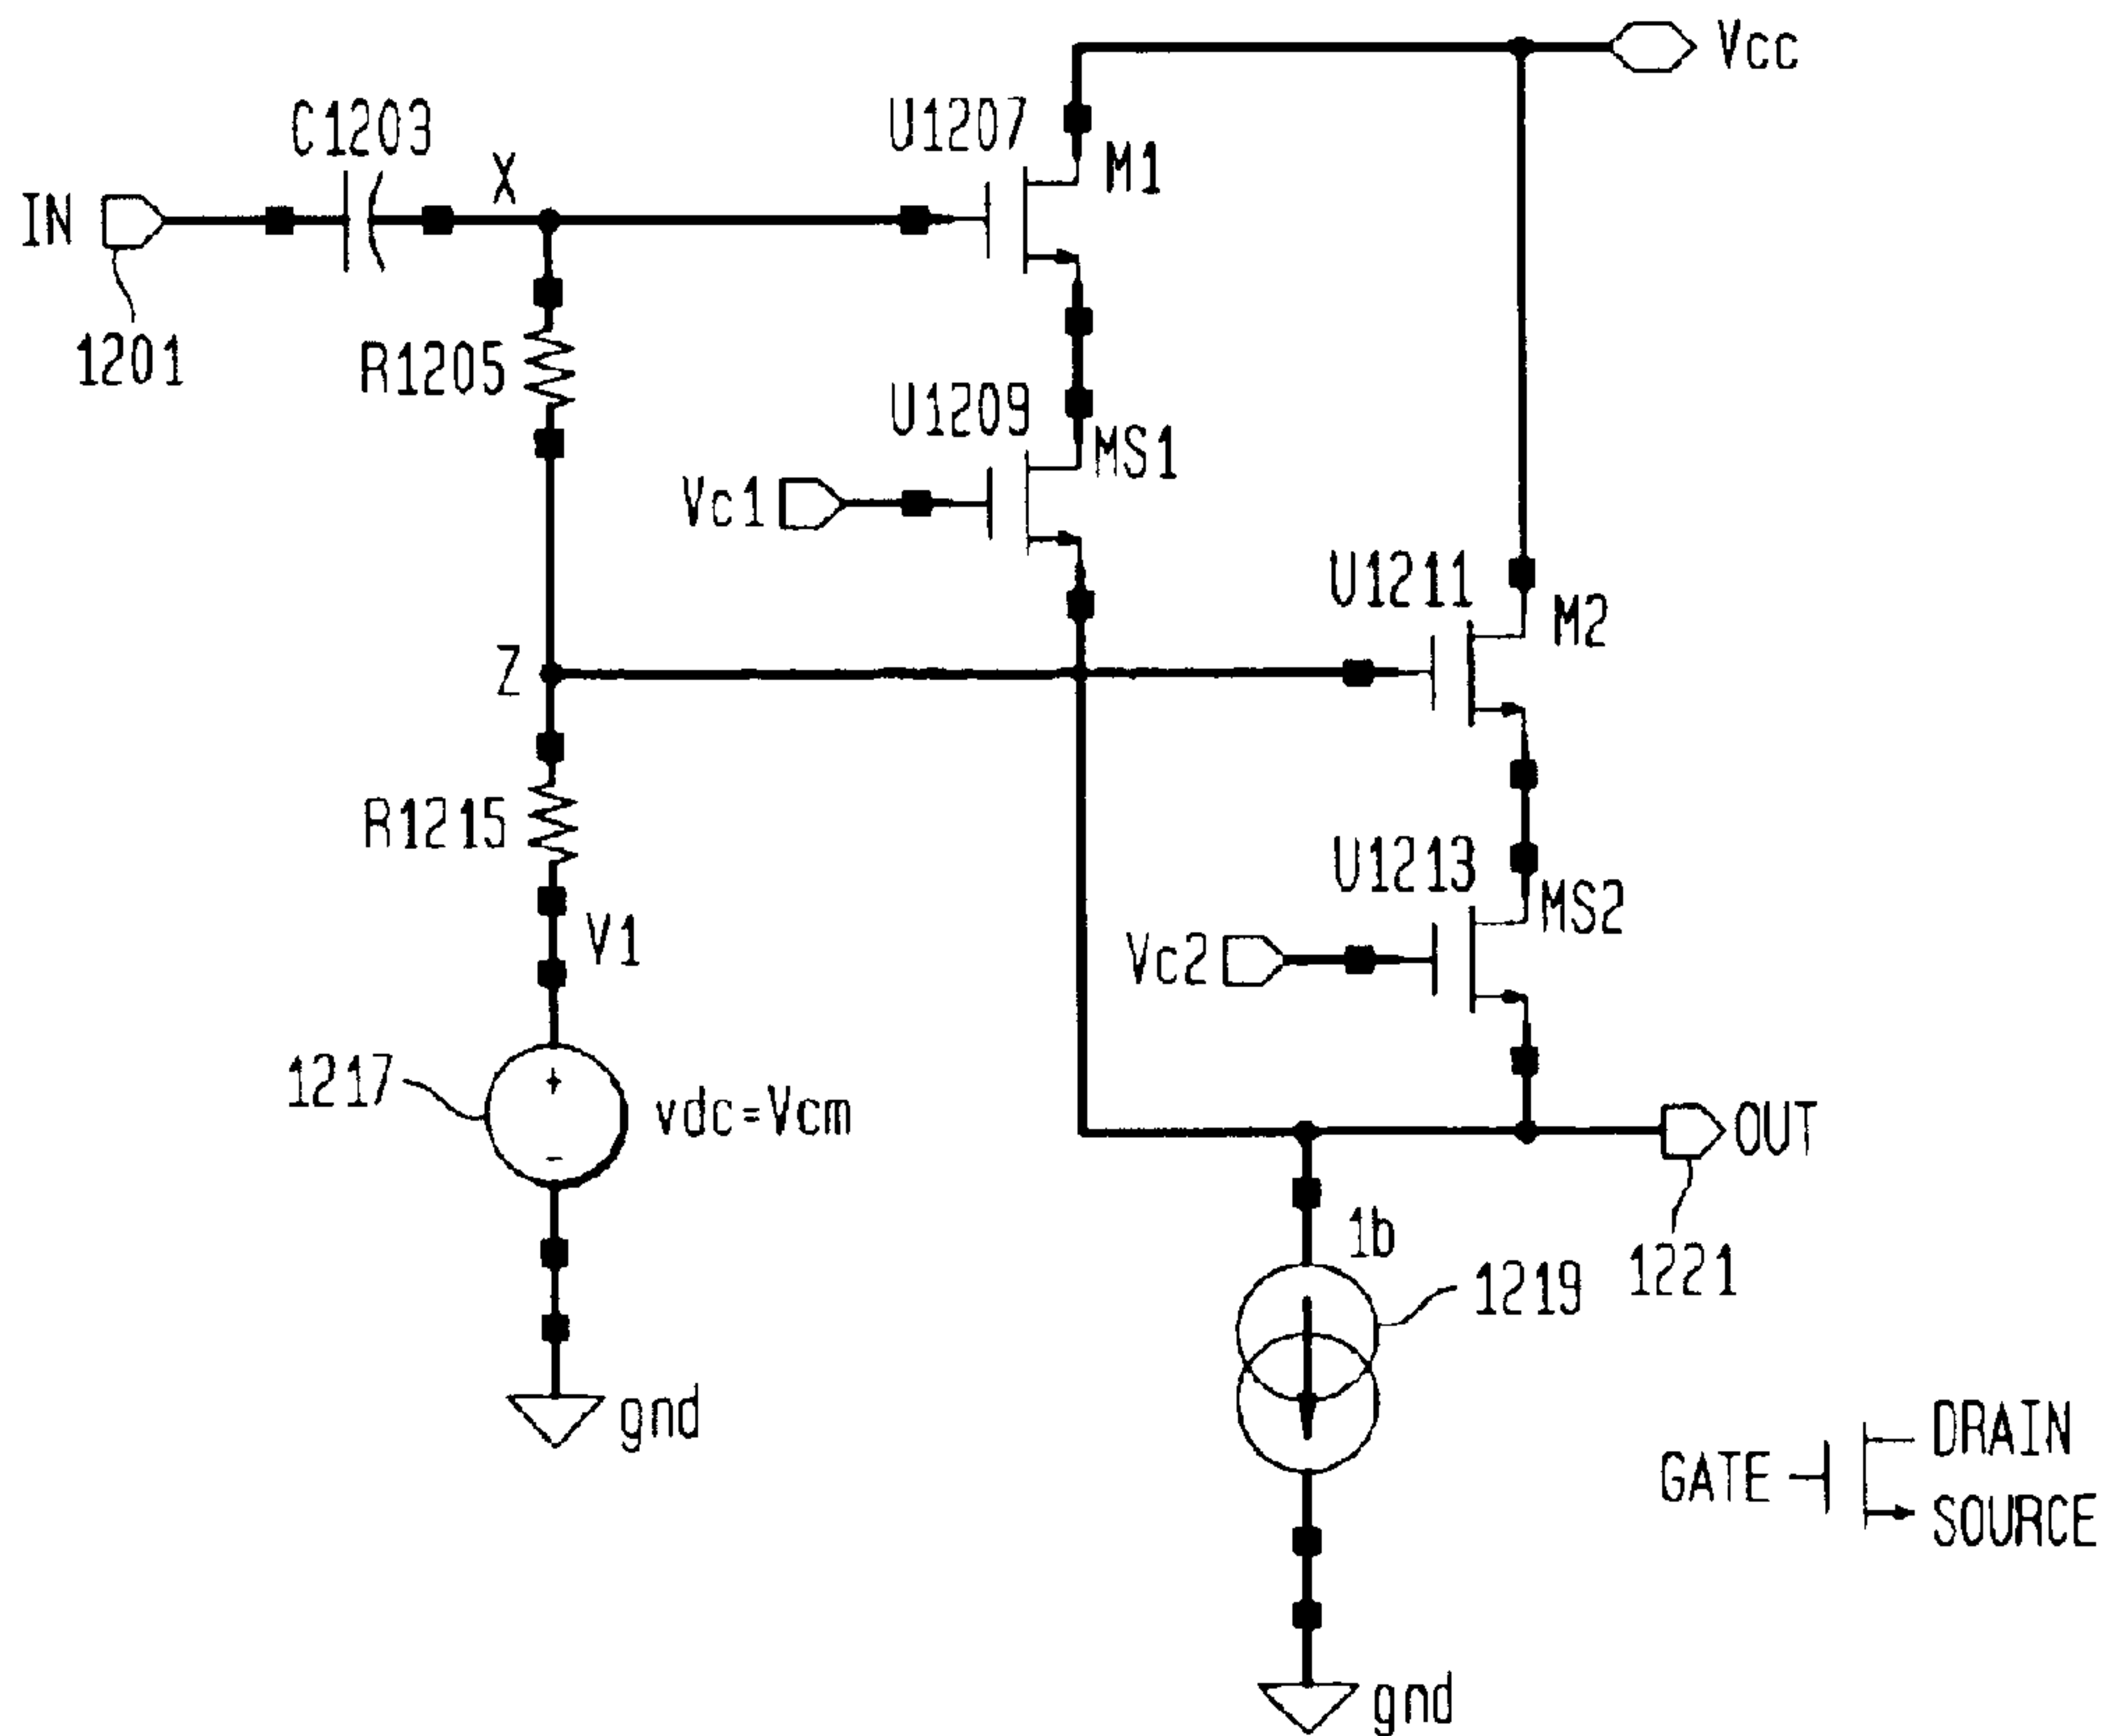 Vcc
C1203
U1207
X
M1
IN
1201
R1205
U1209
MS1
Vc1
U1211
M2
Z
R1215
U1213
MS2
V1
Vc2
1217
vdc=Vcm
OUT
1b
1219
1221
gnd
DRAIN
GATE
SOURCE
gnd